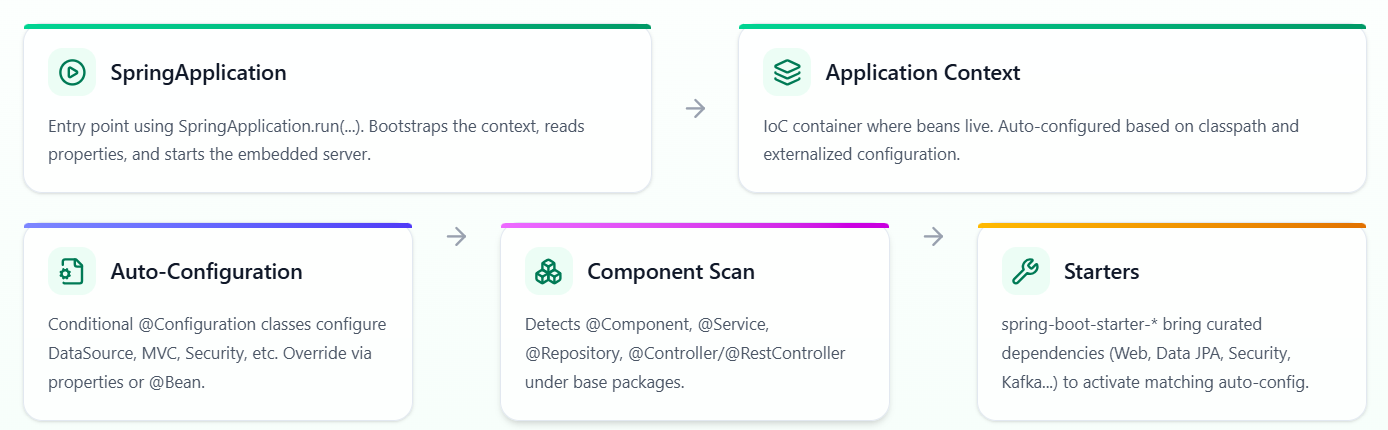 SpringApplication
Entry point using SpringApplication.run(...). Bootstraps the context, reads
properties, and starts the embedded server.
Application Context
IoC container where beans live. Auto-configured based on classpath and
externalized configuration.
Auto-Configuration
Conditional @Configuration classes configure
DataSource, MVC, Security, etc. Override via
properties or @Bean.
Component Scan
Detects @Component, @Service,
@Repository, @Controller/@RestController
under base packages.
Starters
spring-boot-starter-* bring curated
dependencies (Web, Data JPA, Security,
Kafka...) to activate matching auto-config.